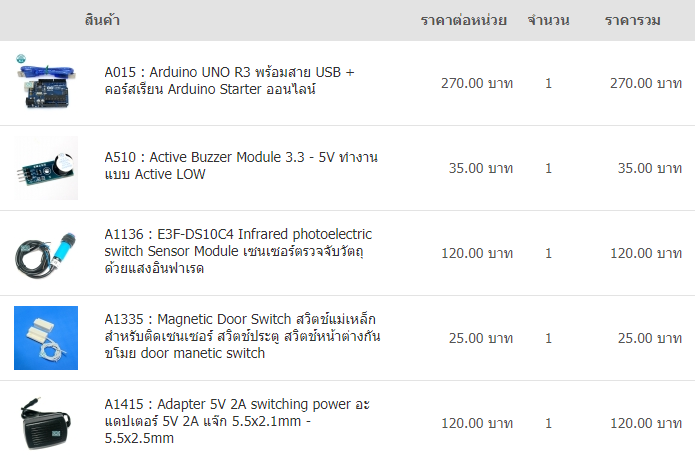 สินค้า ราคาต่อหน่วย จำนวน ราคารวม
A015 : Arduino UNO R3 พร้อมสาย USB +
คอร์สเรียน Arduino Starter ออนไลน์
270.00 บาท 1 270.00 บาท
A510 : Active Buzzer Module 3.3 - 5V ทำงาน
แบบ Active LOW
35.00 บาท 1 35.00 บาท
A1136 : E3F-DS10C4 Infrared photoelectric
switch Sensor Module เซนเซอร์ตรวจจับวัตถุ
ด้วยแสงอินฟาเรด
120.00 บาท 1 120.00 บาท
A1335 : Magnetic Door Switch สวิตช์แม่เหล็ก
สำหรับติดเซนเซอร์ สวิตช์ประตู สวิตช์หน้าต่างกัน
ขโมย door manetic switch
25.00 บาท 1 25.00 บาท
A1415 : Adapter 5V 2A switching power อะ
แดปเตอร์ 5V 2A แจ๊ก 5.5x2.1mm -
5.5x2.5mm
120.00 บาท 1 120.00 บาท